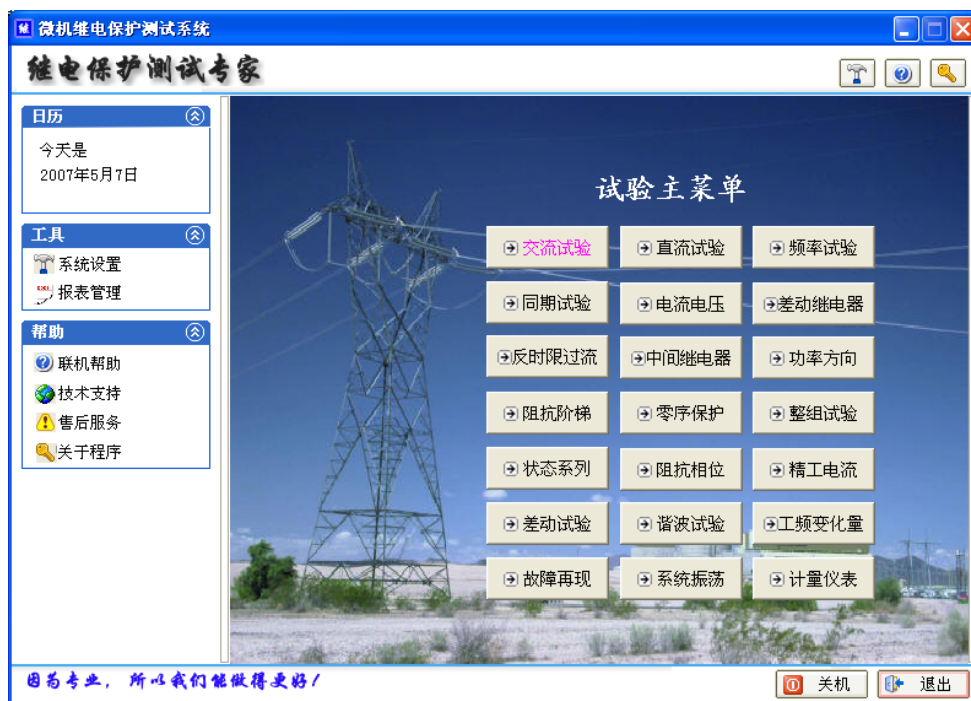 微机继电保护测试系统
继电保护测试专家
日历
今天是
2007年5月7日
工具
系统设置
报表管理
帮助
联机帮助
技术支持
售后服务
关于程序
试验主菜单
交流试验 直流试验 频率试验
同期试验 电流电压 差动继电器
反时限过流 中间继电器 功率方向
阻抗阶梯 零序保护 整组试验
状态系列 阻抗相位 精工电流
差动试验 谐波试验 工频变化量
故障再现 系统振荡 计量仪表
因为专业，所以我们能做得更好！
关机 退出